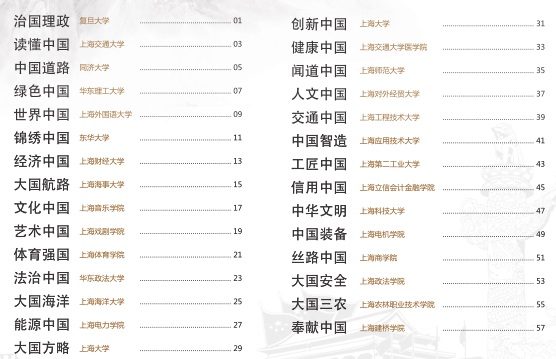 治国理政 复旦大学 01
读懂中国 上海交通大学 03
中国道路 同济大学 05
绿色中国 华东理工大学 07
世界中国 上海外国语大学 09
锦绣中国 东华大学 11
经济中国 上海财经大学 13
大国航路 上海海事大学 15
文化中国 上海音乐学院 17
艺术中国 上海戏剧学院 19
体育强国 上海体育学院 21
法治中国 华东政法大学 23
大国海洋 上海海洋大学 25
能源中国 上海电力学院 27
大国方略 上海大学 29
创新中国 上海大学 31
健康中国 上海交通大学医学院 33
闻道中国 上海师范大学 35
人文中国 上海对外经贸大学 37
交通中国 上海工程技术大学 39
中国智造 上海应用技术大学 41
工匠中国 上海第二工业大学 43
信用中国 上海立信会计金融学院 45
中华文明 上海科技大学 47
中国装备 上海电机学院 49
丝路中国 上海商学院 51
大国安全 上海政法学院 53
大国三农 上海农林职业技术学院 55
奉献中国 上海建桥学院 57